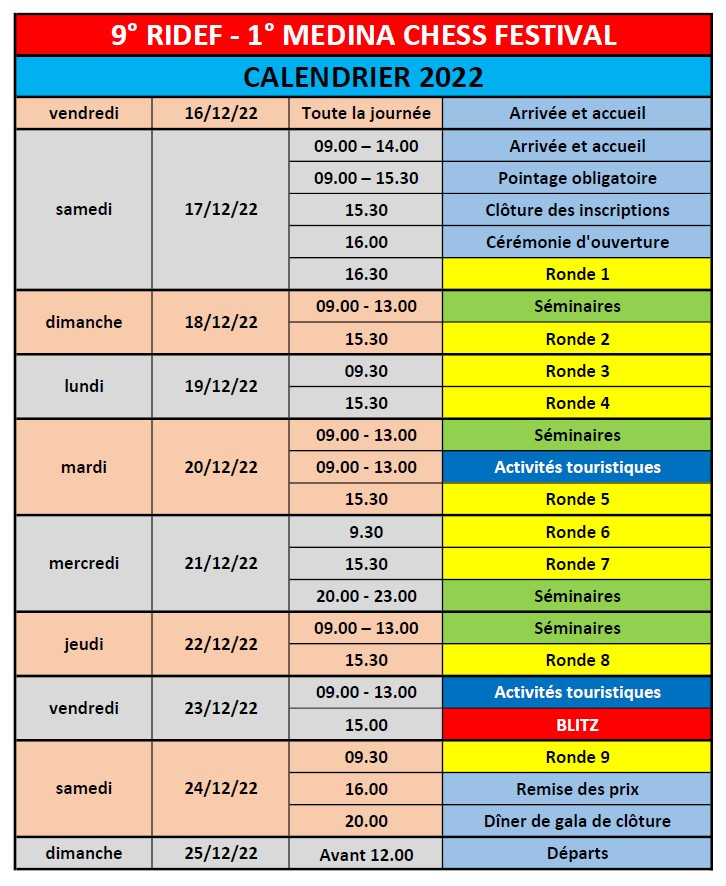 9° RIDEF - 1° MEDINA CHESS FESTIVAL
CALENDRIER 2022
vendredi 16/12/22 Toute la journée Arrivée et accueil
samedi 17/12/22 09.00 – 14.00 Arrivée et accueil
09.00 – 15.30 Pointage obligatoire
15.30 Clôture des inscriptions
16.00 Cérémonie d'ouverture
16.30 Ronde 1
dimanche 18/12/22 09.00 - 13.00 Séminaires
15.30 Ronde 2
lundi 19/12/22 09.30 Ronde 3
15.30 Ronde 4
mardi 20/12/22 09.00 - 13.00 Séminaires
09.00 - 13.00 Activités touristiques
15.30 Ronde 5
mercredi 21/12/22 9.30 Ronde 6
15.30 Ronde 7
20.00 - 23.00 Séminaires
jeudi 22/12/22 09.00 – 13.00 Séminaires
15.30 Ronde 8
vendredi 23/12/22 09.00 - 13.00 Activités touristiques
15.00 BLITZ
samedi 24/12/22 09.30 Ronde 9
16.00 Remise des prix
20.00 Dîner de gala de clôture
dimanche 25/12/22 Avant 12.00 Départs